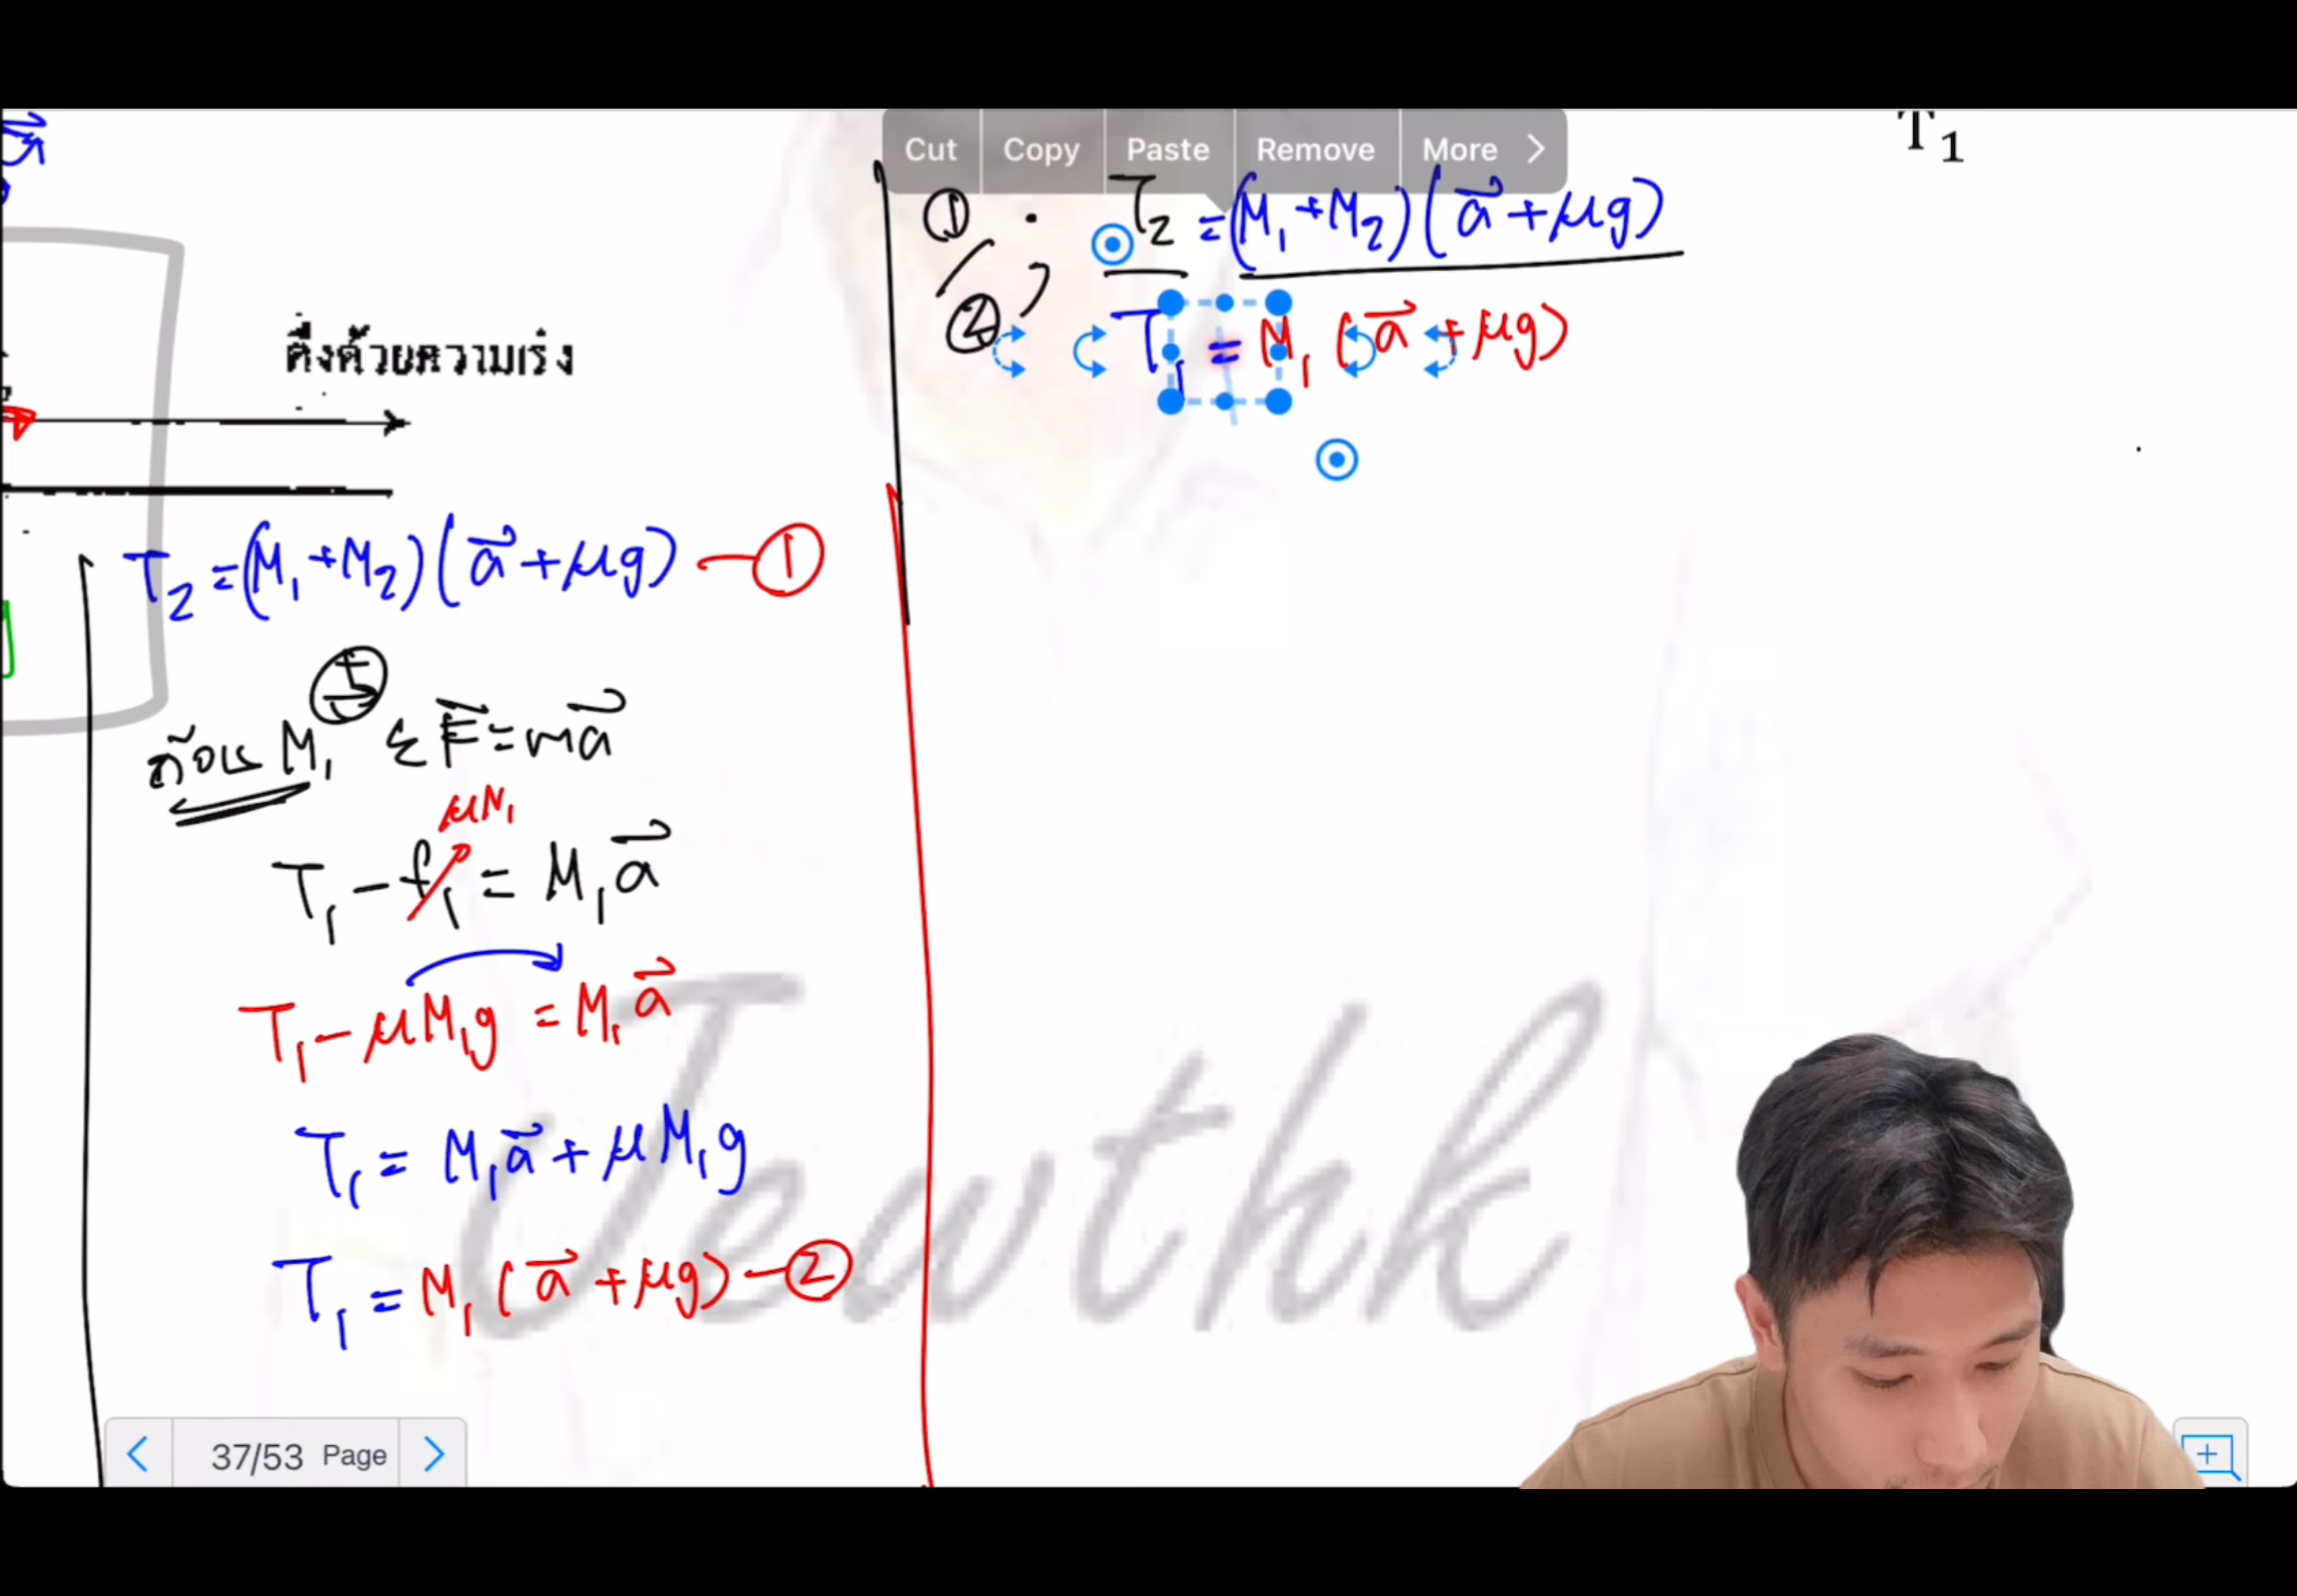 Cut Copy Paste Remove More
T₁
① / ② ; T₂ = (M₁+M₂)(a⃗+μg)
T₁ = M₁(a⃗+μg)
ดึงด้วยความเร่ง
T₂ = (M₁+M₂)(a⃗+μg) — ①
ก้อน M₁ ΣF⃗ = ma⃗
μN₁
T₁ − f₁ = M₁a⃗
T₁ − μM₁g = M₁a⃗
T₁ = M₁a⃗ + μM₁g
T₁ = M₁(a⃗+μg) — ②
Jewthk
37/53 Page